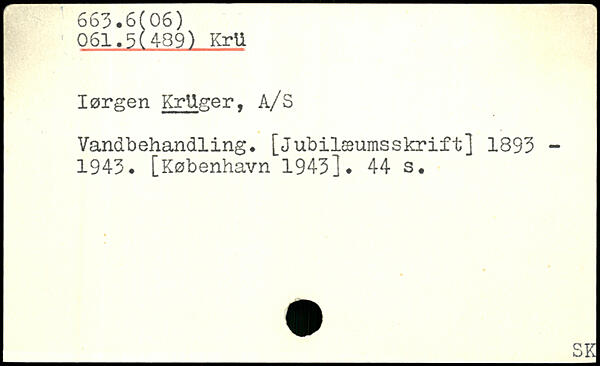 663.6(06)
061.5(489) Krü
Iørgen Krüger, A/S
Vandbehandling. [Jubilæumsskrift] 1893 -
1943. [København 1943]. 44 s.
SK